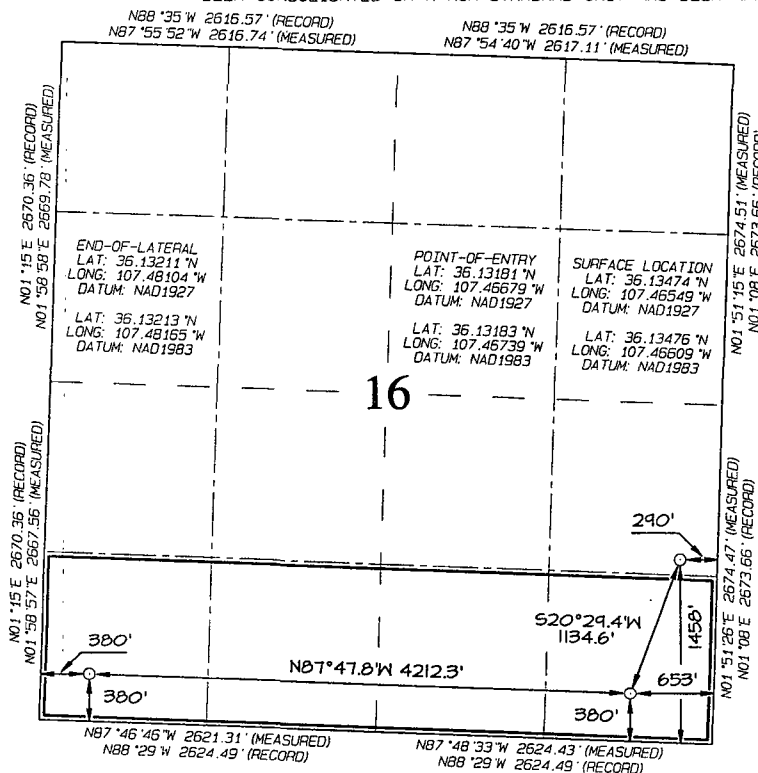 N88°35'W 2616.57' (RECORD)
N87°55'52"W 2616.74' (MEASURED)
N88°35'W 2616.57' (RECORD)
N87°54'40"W 2617.11' (MEASURED)
N01°15'E 2670.36' (RECORD)
N01°58'58"E 2669.78' (MEASURED)
N01°51'15"E 2674.51' (MEASURED)
N01°08'E 2673.66' (RECORD)
END-OF-LATERAL
LAT: 36.13211°N
LONG: 107.48104°W
DATUM: NAD1927
LAT: 36.13213°N
LONG: 107.48165°W
DATUM: NAD1983
POINT-OF-ENTRY
LAT: 36.13181°N
LONG: 107.46679°W
DATUM: NAD1927
LAT: 36.13183°N
LONG: 107.46739°W
DATUM: NAD1983
SURFACE LOCATION
LAT: 36.13474°N
LONG: 107.46549°W
DATUM: NAD1927
LAT: 36.13476°N
LONG: 107.46609°W
DATUM: NAD1983
16
N01°15'E 2670.36' (RECORD)
N01°58'57"E 2667.56' (MEASURED)
N01°51'26"E 2674.47' (MEASURED)
N01°08'E 2673.66' (RECORD)
290'
S20°29.4'W
1134.6'
1458'
380'
N87°47.8'W 4212.3'
653'
380'
380'
N87°46'46"W 2621.31' (MEASURED)
N88°29'W 2624.49' (RECORD)
N87°48'33"W 2624.43' (MEASURED)
N88°29'W 2624.49' (RECORD)